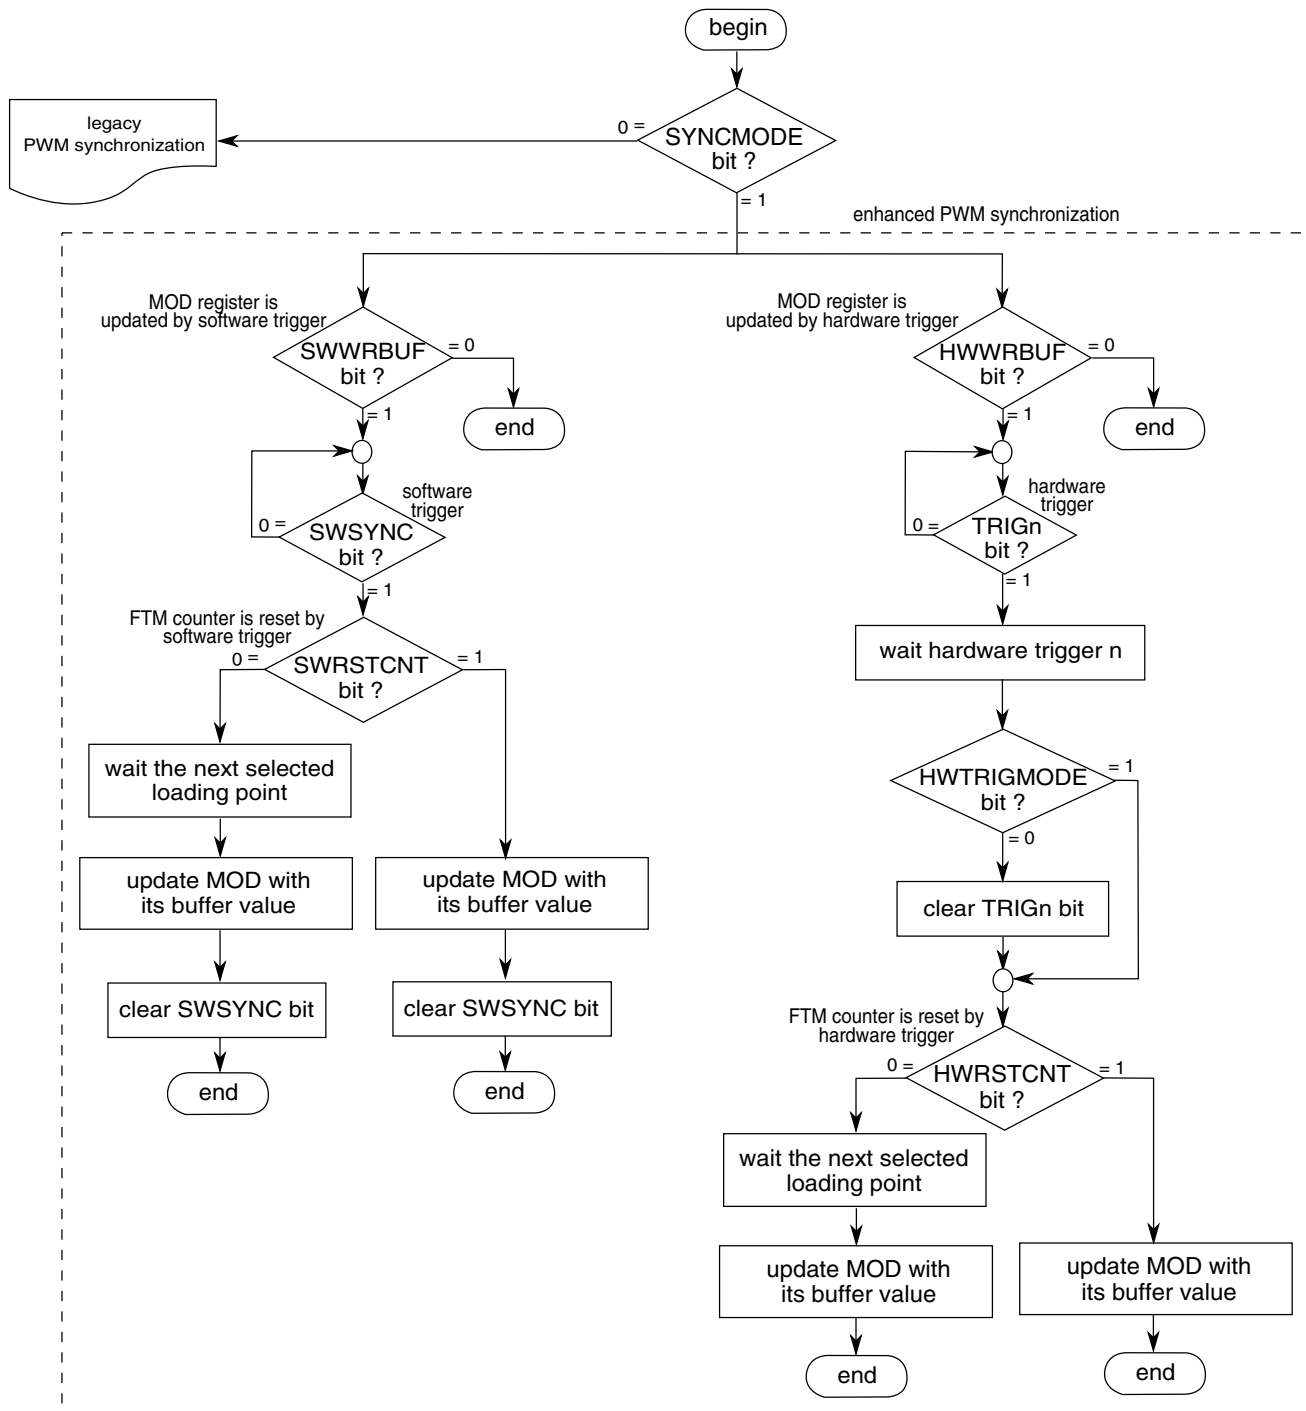 begin
legacy
PWM synchronization
0 =
SYNCMODE
bit ?
= 1
enhanced PWM synchronization
MOD register is
updated by software trigger
SWWRBUF
bit ?
= 0
= 1
end
software
trigger
0 =
SWSYNC
bit ?
= 1
FTM counter is reset by
software trigger
0 =
SWRSTCNT
bit ?
= 1
wait the next selected
loading point
update MOD with
its buffer value
clear SWSYNC bit
end
update MOD with
its buffer value
clear SWSYNC bit
end
MOD register is
updated by hardware trigger
HWWRBUF
bit ?
= 0
= 1
end
hardware
trigger
0 =
TRIGn
bit ?
= 1
wait hardware trigger n
HWTRIGMODE
bit ?
= 1
= 0
clear TRIGn bit
FTM counter is reset by
hardware trigger
0 =
HWRSTCNT
bit ?
= 1
wait the next selected
loading point
update MOD with
its buffer value
end
update MOD with
its buffer value
end